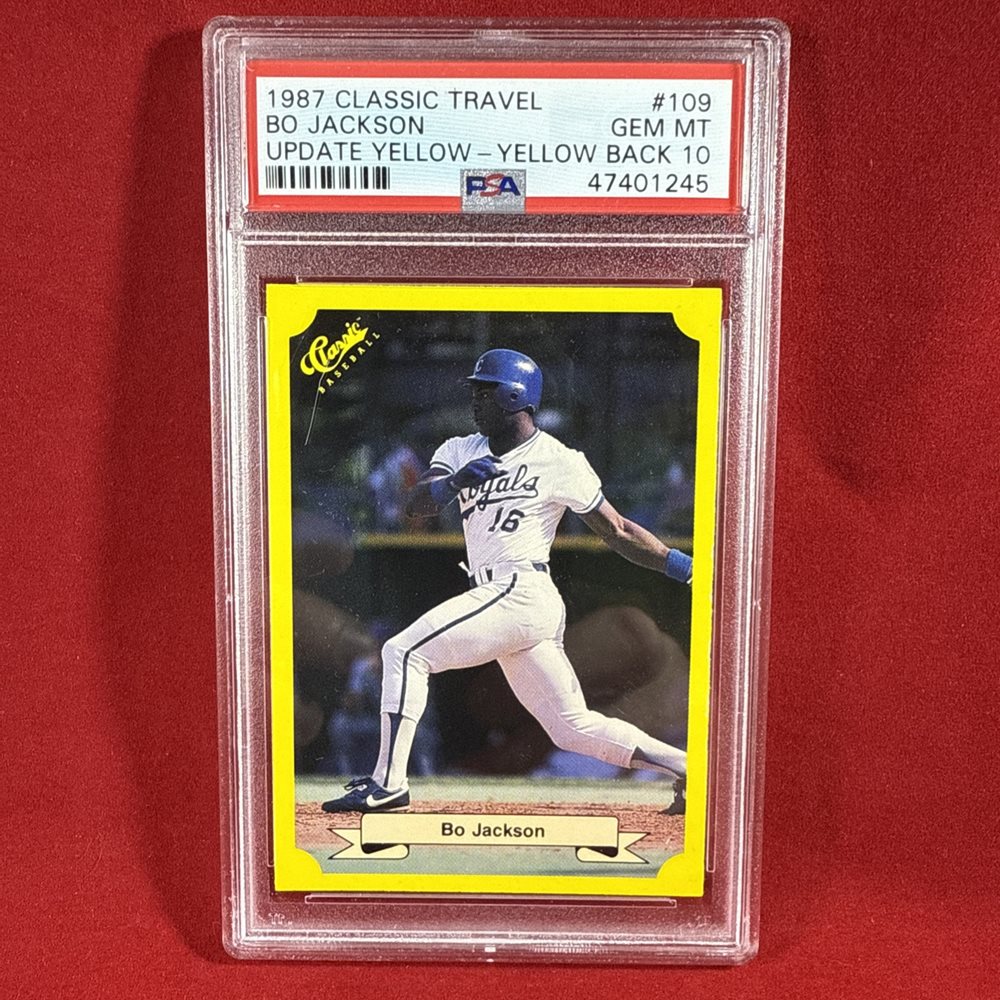 1987 CLASSIC TRAVEL #109
BO JACKSON GEM MT
UPDATE YELLOW - YELLOW BACK 10
PSA 47401245
Classic
BASEBALL
C
Royals
16
Bo Jackson